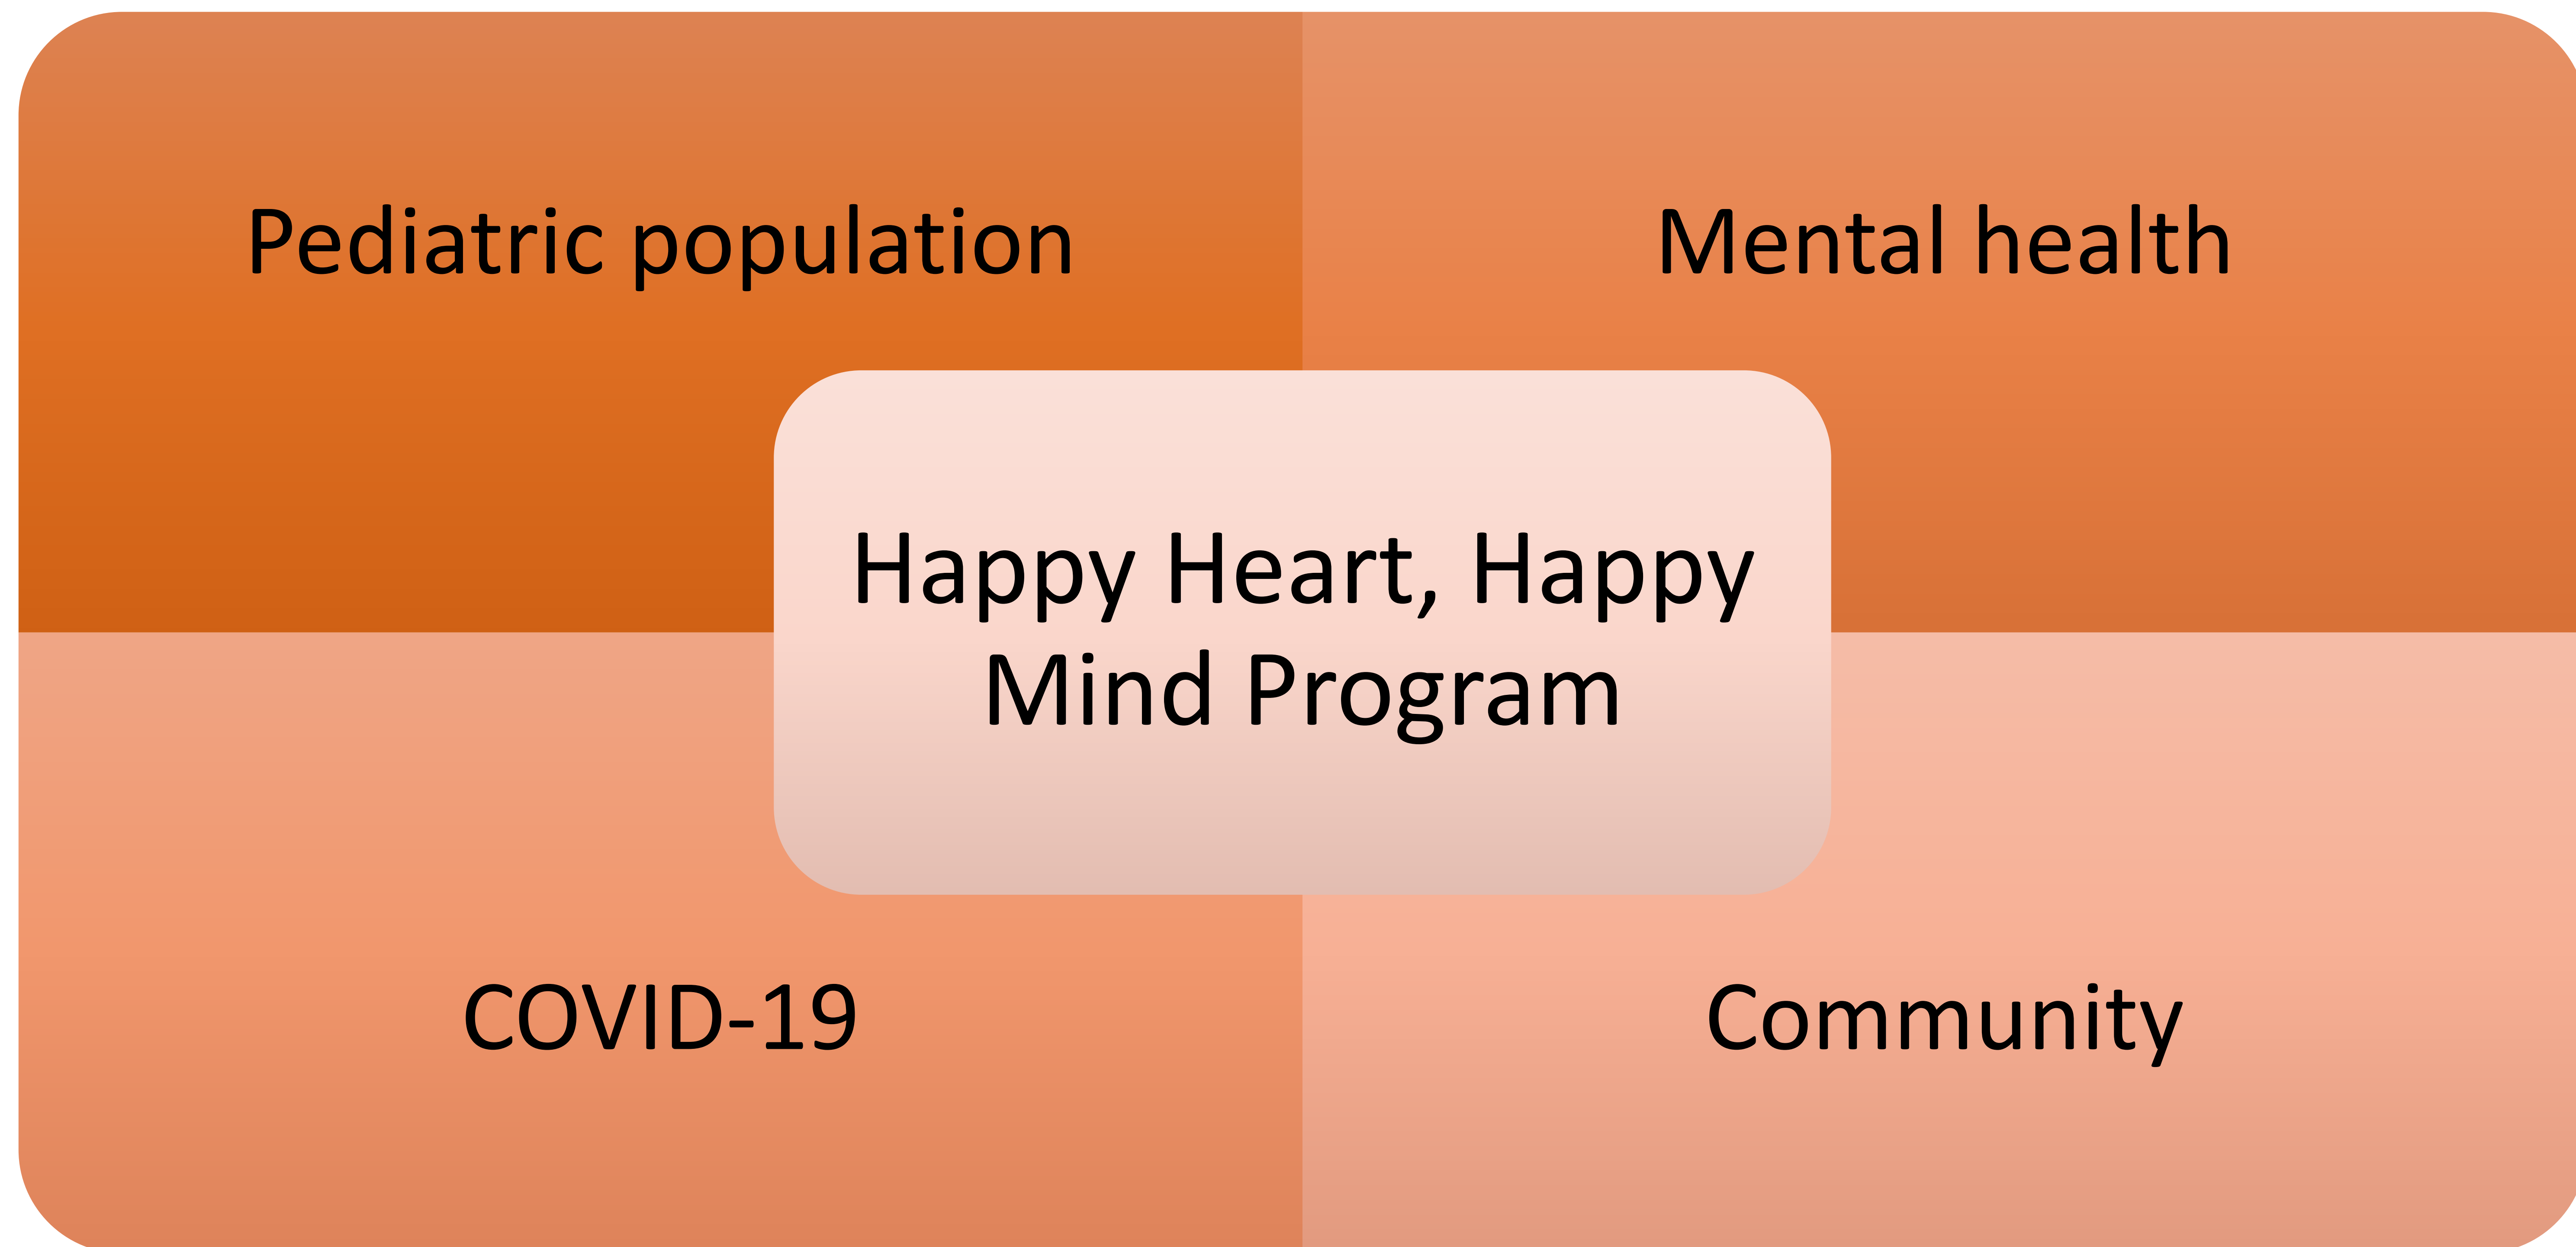 Pediatric population
Mental health
Happy Heart, Happy
Mind Program
COVID-19
Community